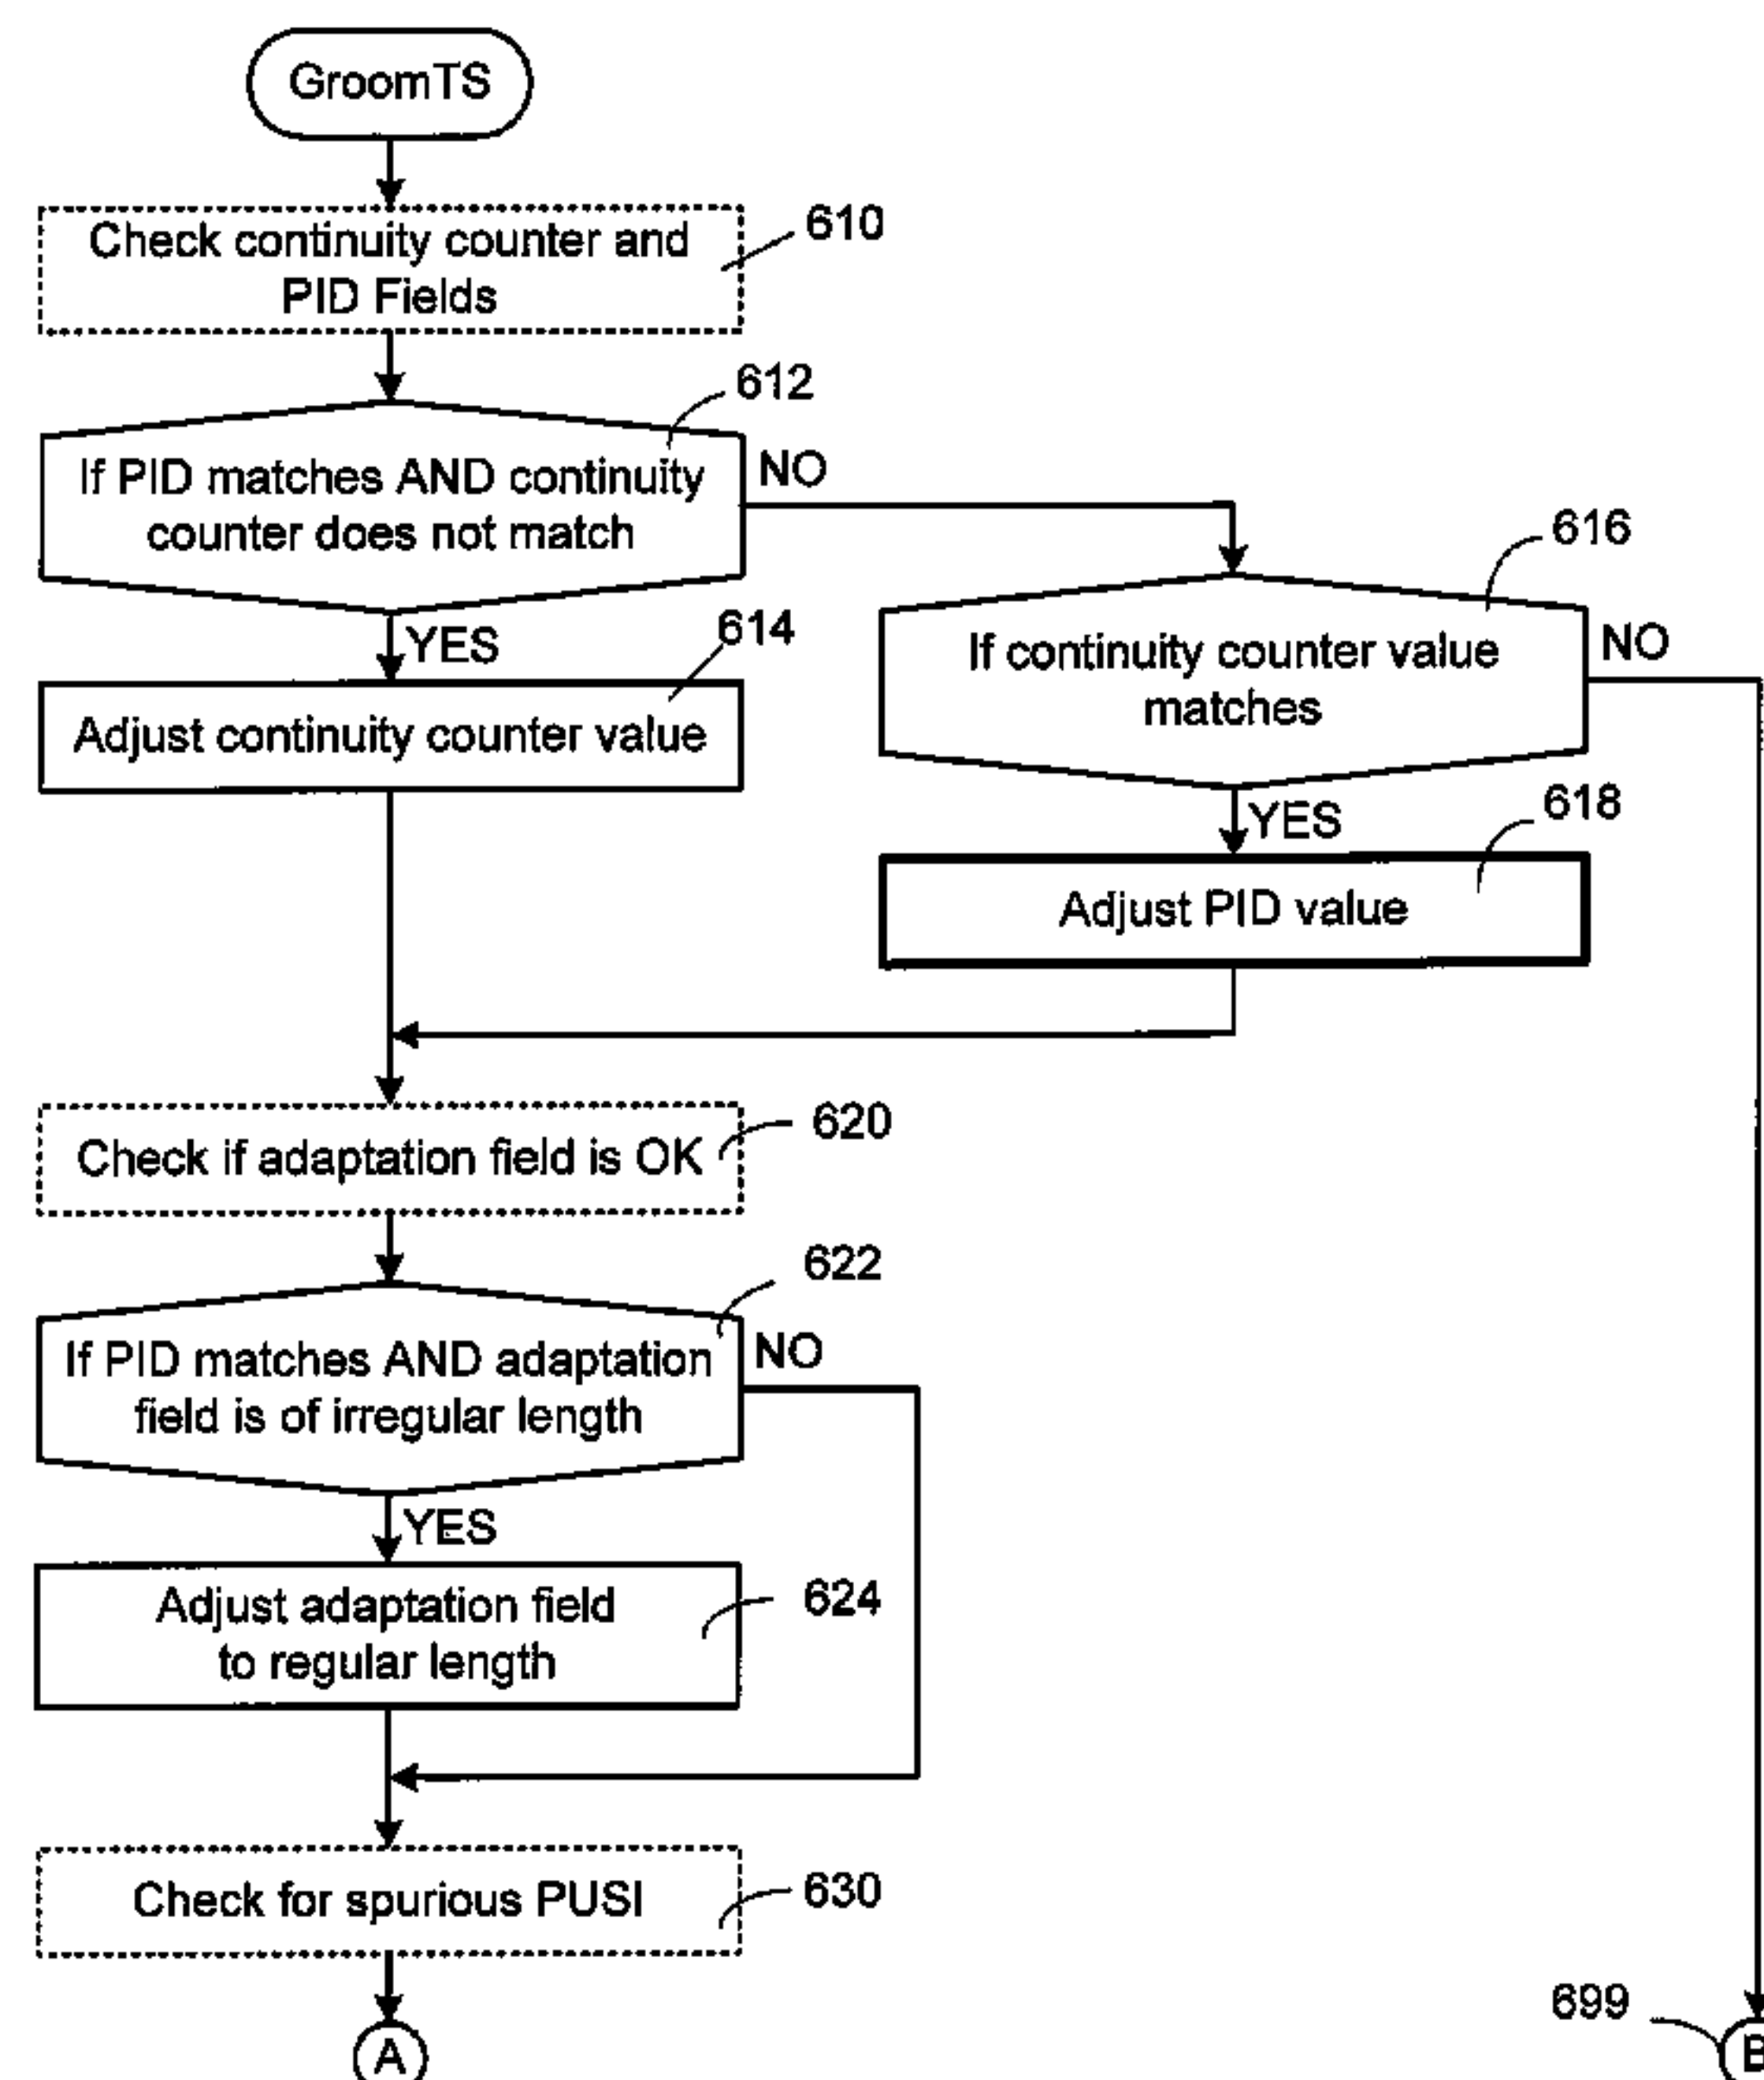 GroomTS
Check continuity counter and
PID Fields
610
612
If PID matches AND continuity
counter does not match
NO
YES
614
Adjust continuity counter value
616
If continuity counter value
matches
NO
YES
618
Adjust PID value
620
Check if adaptation field is OK
622
If PID matches AND adaptation
field is of irregular length
NO
YES
Adjust adaptation field
to regular length
624
Check for spurious PUSI
630
A
699
B